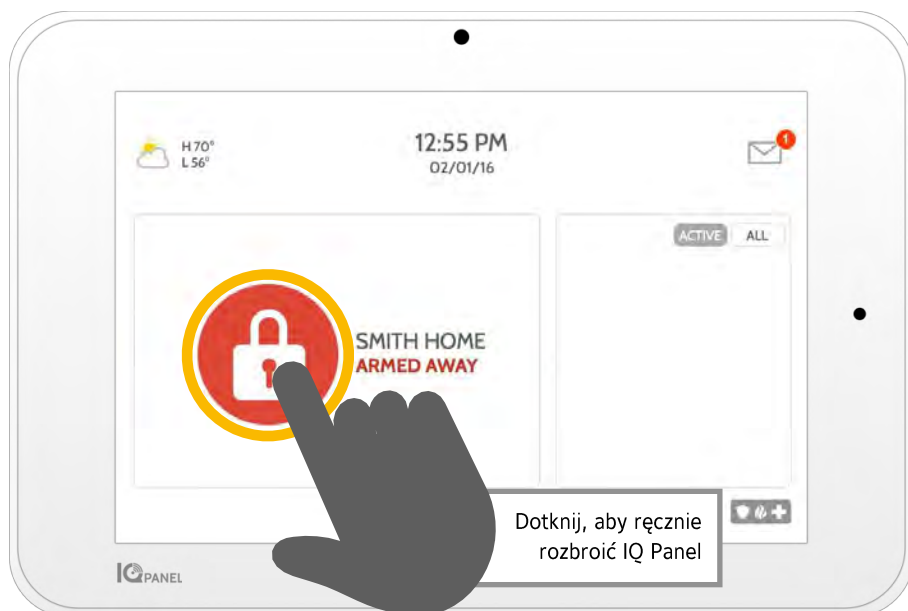 H 70°
L 56°
12:55 PM
02/01/16
1
ACTIVE ALL
SMITH HOME
ARMED AWAY
Dotknij, aby ręcznie
rozbroić IQ Panel
IQ PANEL